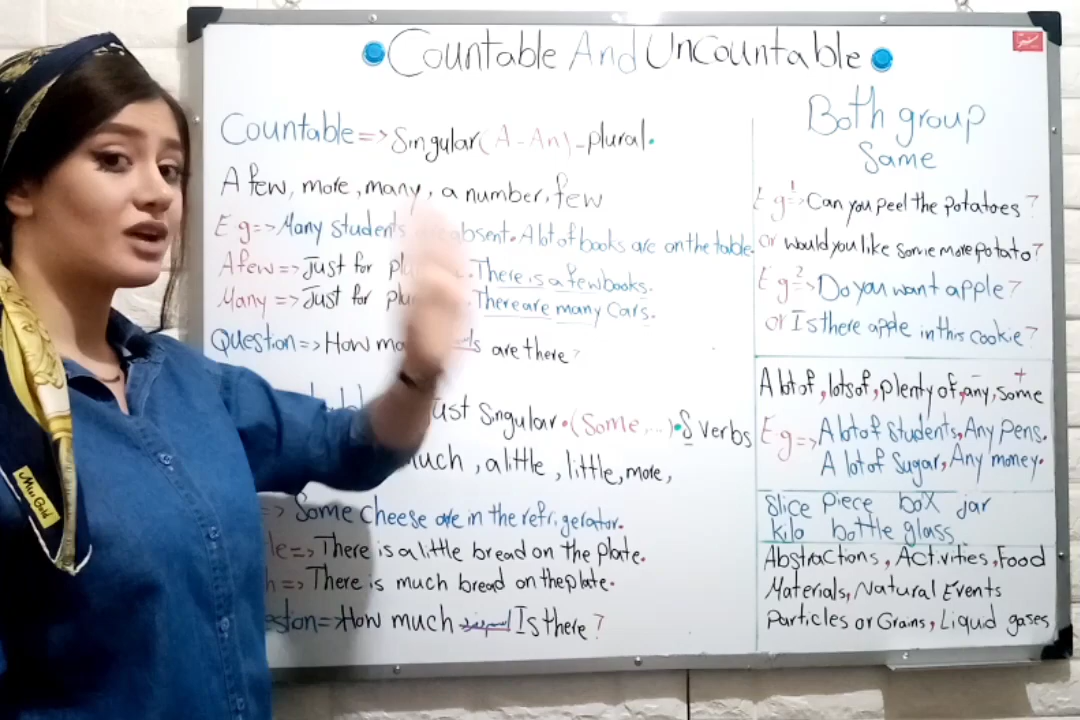 Countable And Uncountable
Countable => Singular (A - An) - plural.
A few, more, many, a number, few
Eg => Many students are absent. A lot of books are on the table.
A few => Just for There is a few books.
Many => Just for There are many cars.
Question => How are there?
Just singular. (Some, ...). S verbs
much, a little, little, more,
=> Some cheese are in the refrigerator.
=> There is a little bread on the plate.
=> There is much bread on the plate.
=> How much Is there?
Both group
Same
Eg 1 => Can you peel the potatoes?
or would you like some more potato?
Eg 2 => Do you want apple?
or Is there apple in this cookie?
A lot of, lots of, plenty of, any -, some +
Eg => A lot of students, Any pens.
A lot of sugar, Any money.
Slice piece box jar
kilo bottle glass
Abstractions, Activities, Food
Materials, Natural Events
Particles or Grains, Liquid gases
Miss Gold